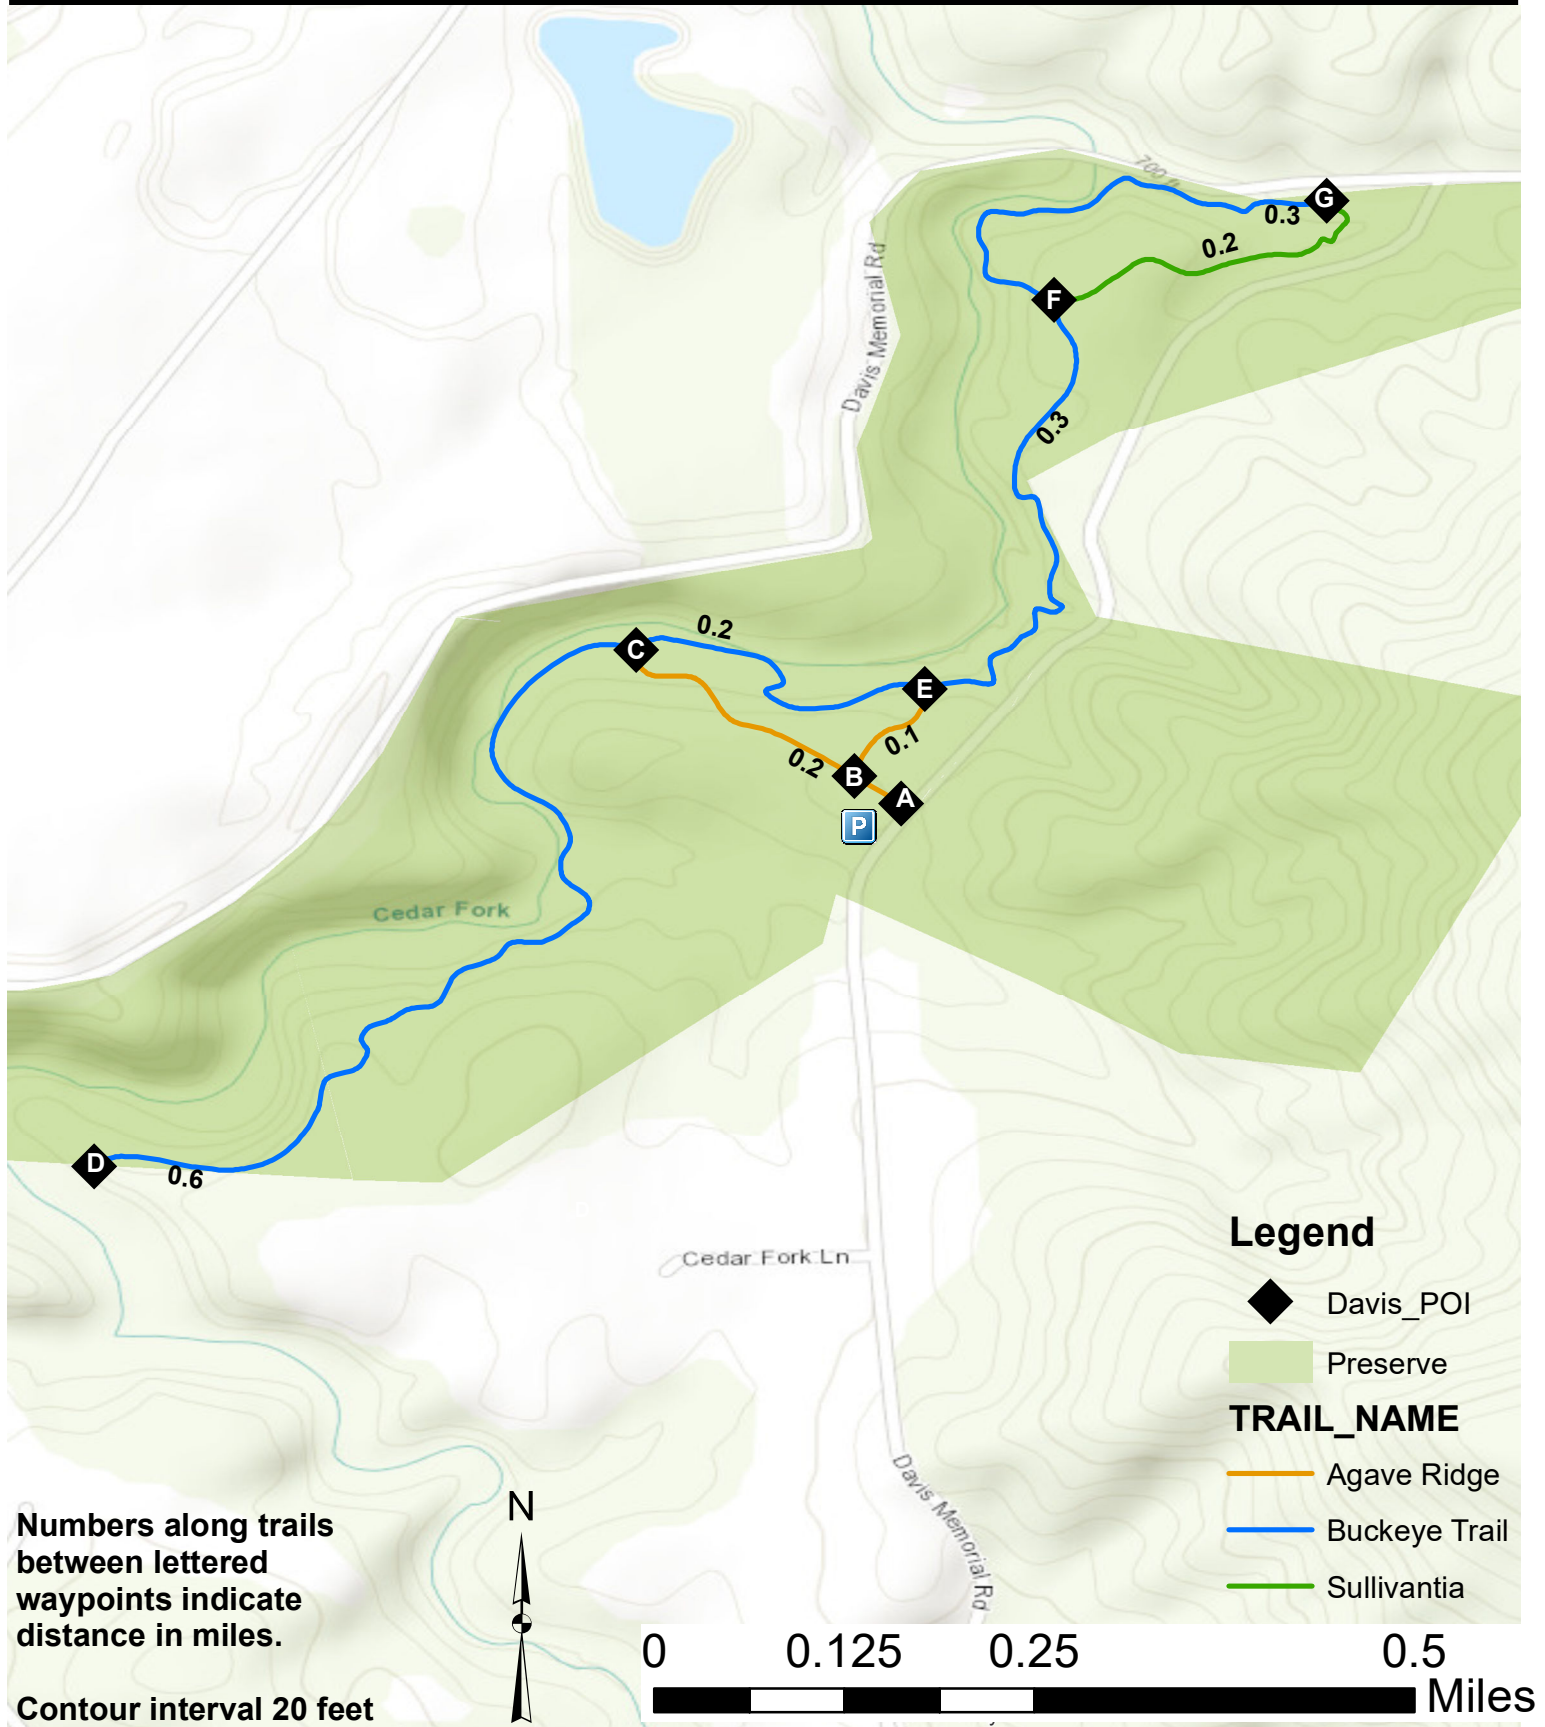 700 ft
G
0.3
0.2
F
Davis Memorial Rd
0.3
0.2
C
E
0.1
0.2
B
A
P
Cedar Fork
D
0.6
Cedar Fork Ln
Davis Memorial Rd
Legend
Davis_POI
Preserve
TRAIL_NAME
Agave Ridge
Buckeye Trail
Sullivantia
N
Numbers along trails
between lettered
waypoints indicate
distance in miles.
Contour interval 20 feet
0 0.125 0.25 0.5
Miles